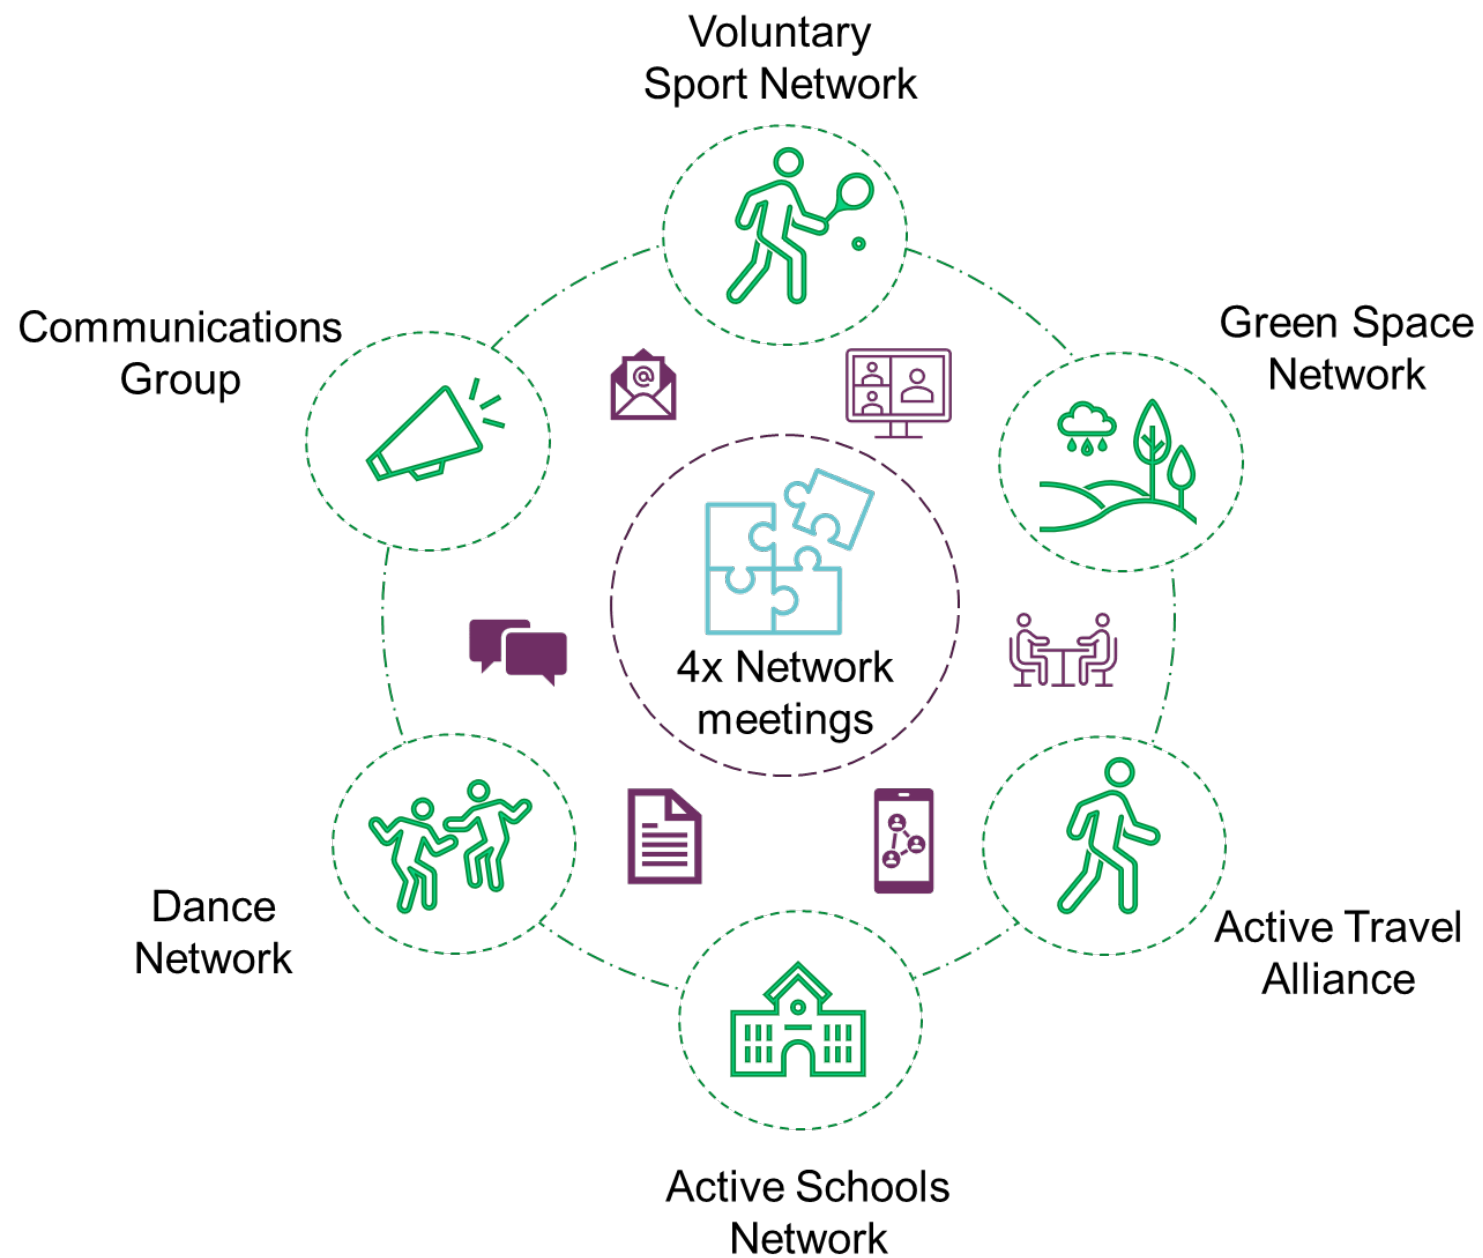 Voluntary
Sport Network
Communications
Group
Green Space
Network
@
4x Network
meetings
Dance
Network
Active Travel
Alliance
Active Schools
Network